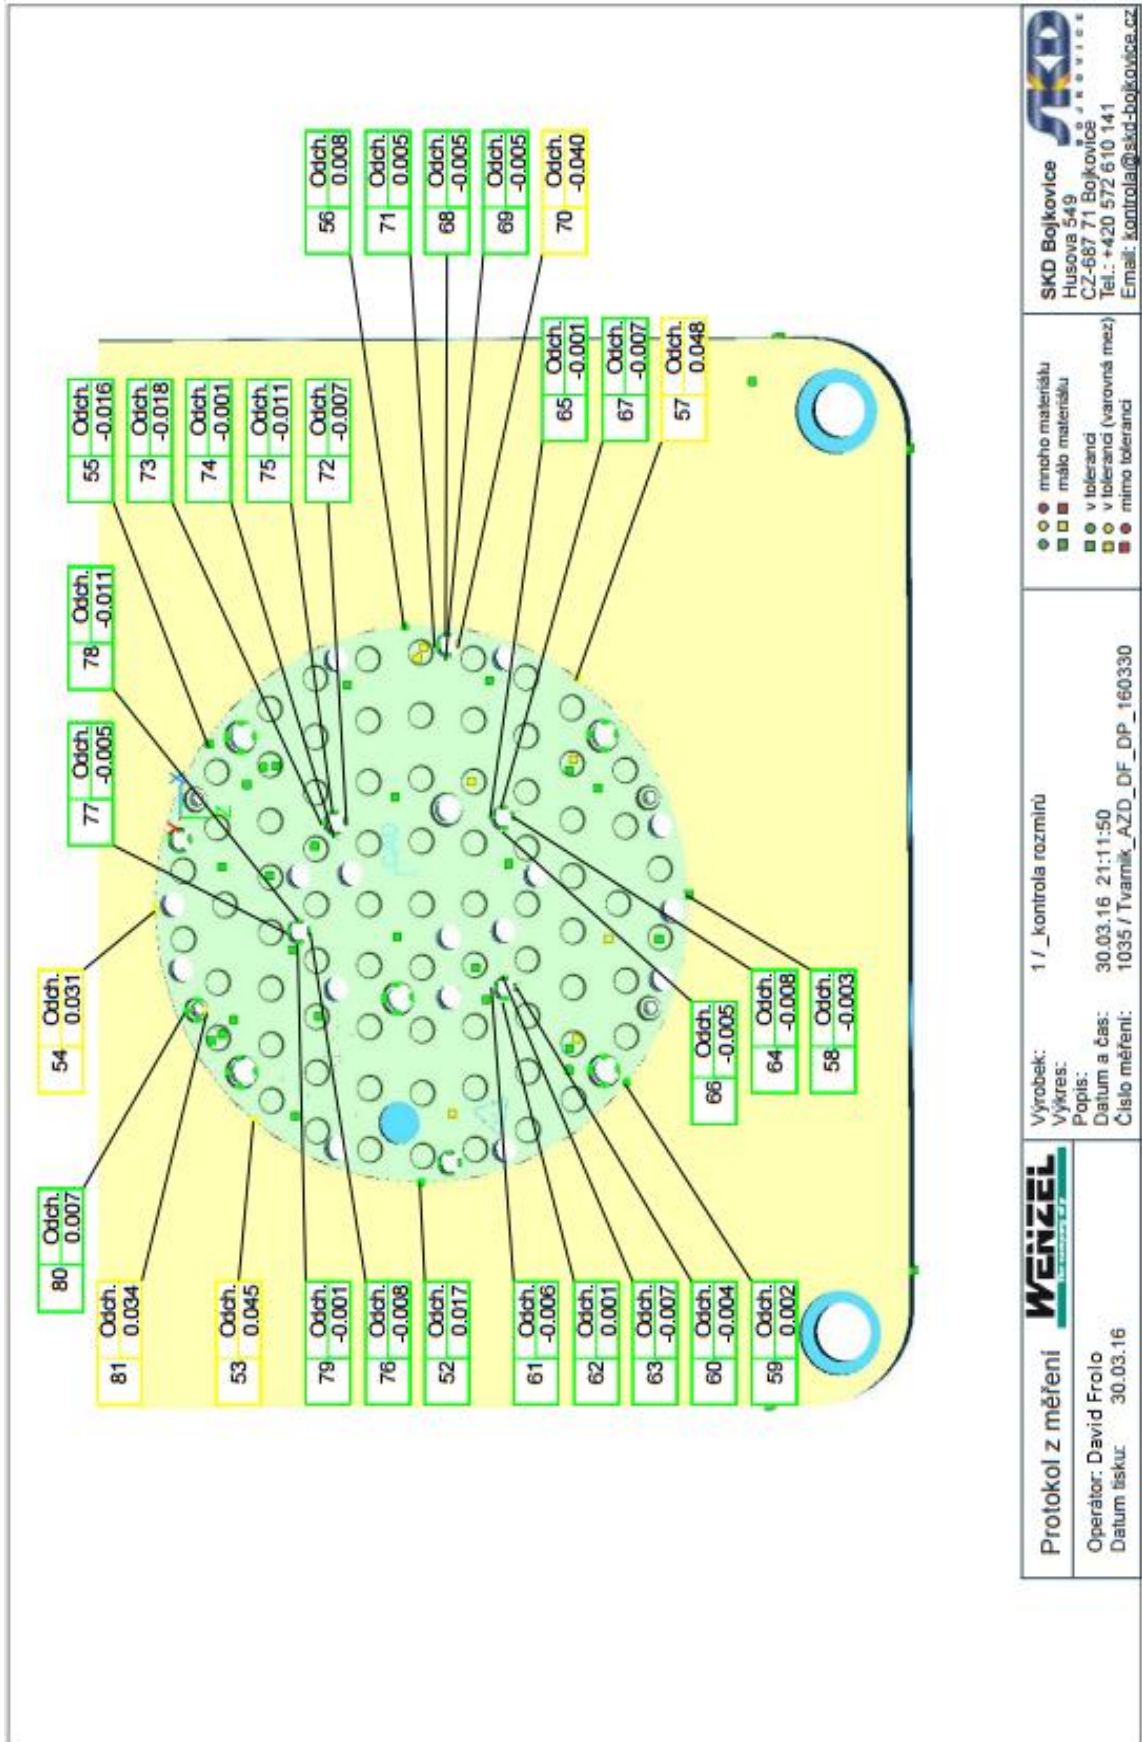 80 Odch.
0.007
54 Odch.
0.031
77 Odch.
-0.005
78 Odch.
-0.011
55 Odch.
-0.016
81 Odch.
0.034
73 Odch.
-0.018
74 Odch.
-0.001
53 Odch.
0.045
75 Odch.
-0.011
79 Odch.
-0.001
72 Odch.
-0.007
56 Odch.
0.008
76 Odch.
-0.008
71 Odch.
0.005
52 Odch.
0.017
68 Odch.
-0.005
69 Odch.
-0.005
61 Odch.
-0.006
65 Odch.
-0.001
70 Odch.
-0.040
62 Odch.
0.001
67 Odch.
-0.007
63 Odch.
-0.007
57 Odch.
0.048
60 Odch.
-0.004
66 Odch.
-0.005
59 Odch.
0.002
64 Odch.
-0.008
58 Odch.
-0.003
Y
X
Z
Protokol z měření
WENZEL
Operátor: David Frolo
Datum tisku: 30.03.16
Výrobek: 1 /_kontrola rozmírù
Výkres:
Popis:
Datum a čas: 30.03.16 21:11:50
Číslo měření: 1035 / Tvarnik_AZD_DF_DP_160330
mnoho materiálu
málo materiálu
v toleranci
v toleranci (varovná mez)
mimo toleranci
SKD Bojkovice
Husova 549
CZ-687 71 Bojkovice
Tel.: +420 572 610 141
Email: kontrola@skd-bojkovice.cz
SKD
BOJKOVICE